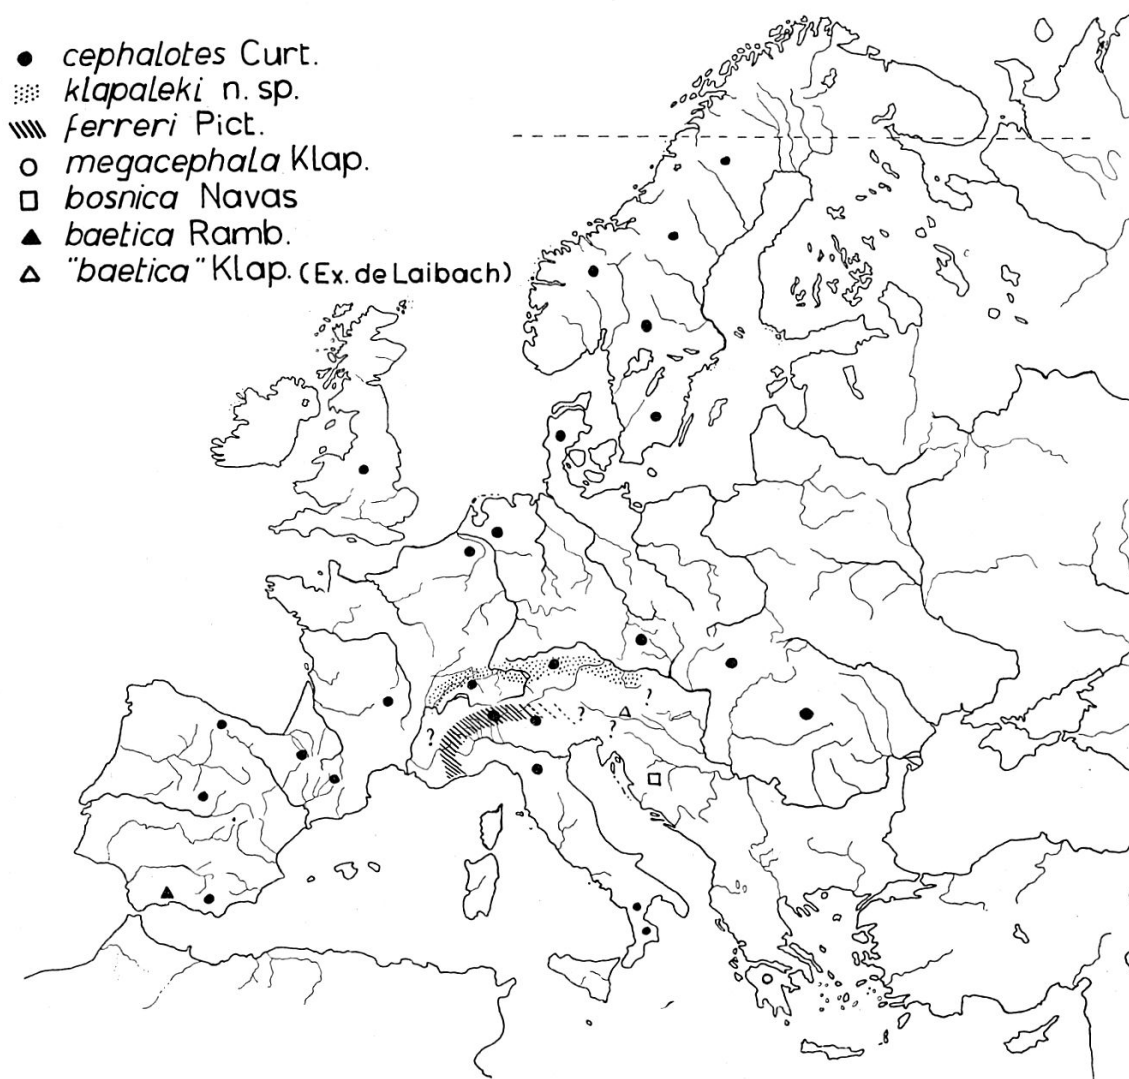 cephalotes Curt.
klapaleki n. sp.
ferreri Pict.
megacephala Klap.
bosnica Navas
baetica Ramb.
"baetica" Klap. (Ex. de Laibach)
?
?
?
?